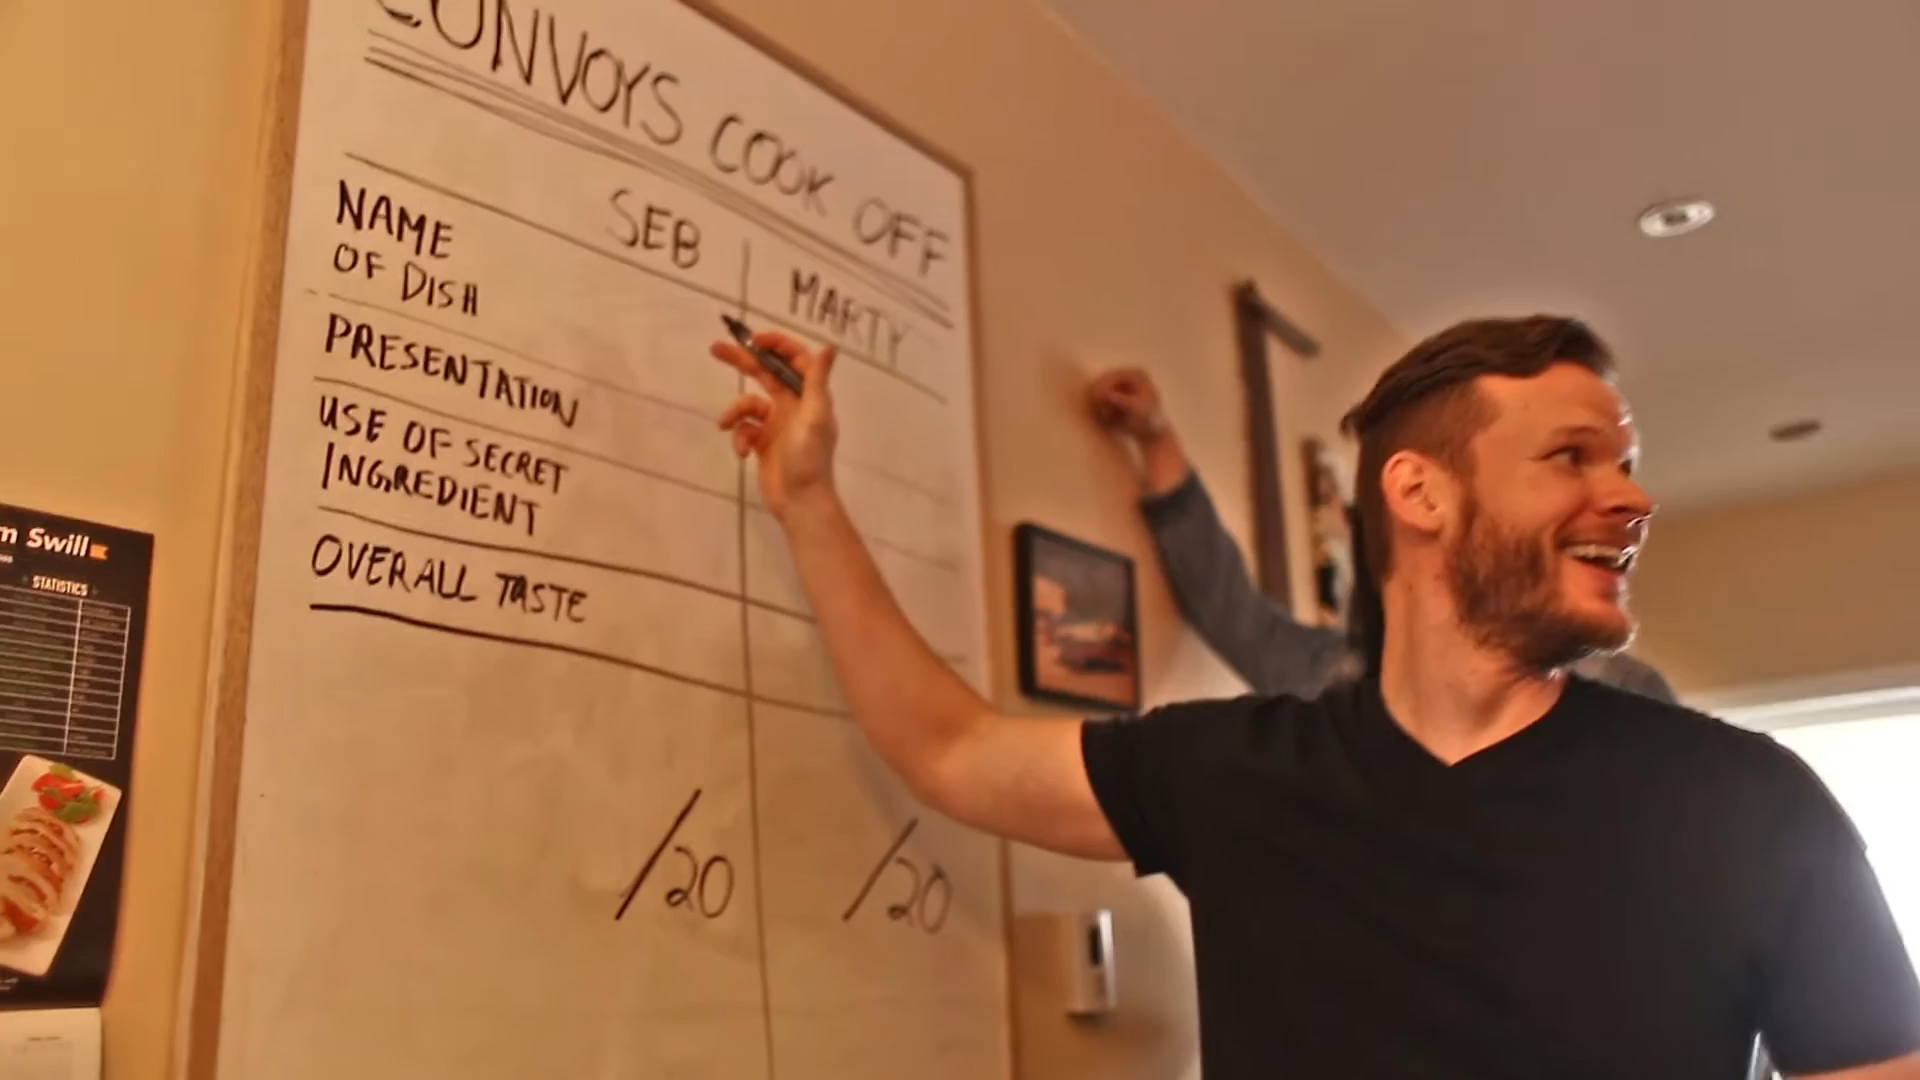 CONVOYS COOK OFF
SEB
MARTY
NAME
OF DISH
PRESENTATION
USE OF SECRET
INGREDIENT
OVERALL TASTE
/20
/20
m Swill
STATISTICS